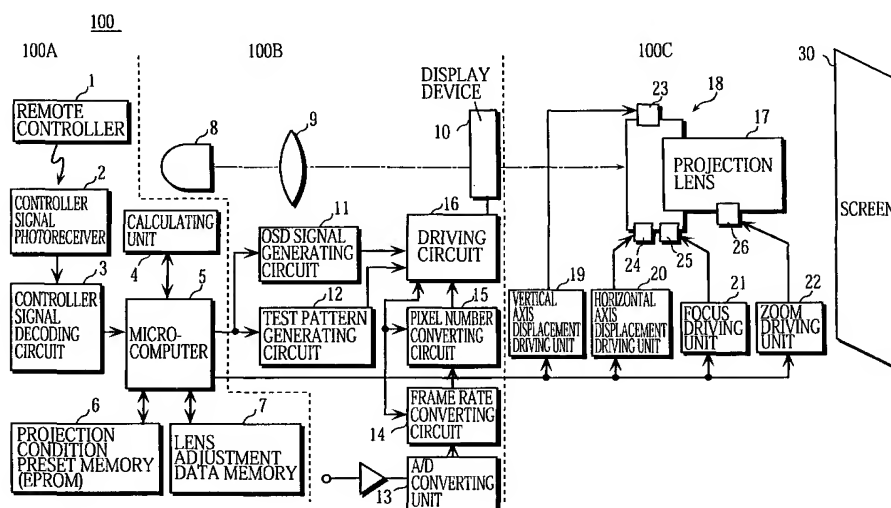 100
100A
100B
100C
30
1
REMOTE
CONTROLLER
2
CONTROLLER
SIGNAL
PHOTORECEIVER
3
CONTROLLER
SIGNAL
DECODING
CIRCUIT
CALCULATING
UNIT
4
5
MICRO-
COMPUTER
6
PROJECTION
CONDITION
PRESET MEMORY
(EPROM)
7
LENS
ADJUSTMENT
DATA MEMORY
8
9
DISPLAY
DEVICE
10
11
OSD SIGNAL
GENERATING
CIRCUIT
12
TEST PATTERN
GENERATING
CIRCUIT
16
DRIVING
CIRCUIT
15
PIXEL NUMBER
CONVERTING
CIRCUIT
14
FRAME RATE
CONVERTING
CIRCUIT
13
A/D
CONVERTING
UNIT
23
18
17
PROJECTION
LENS
24
25
26
19
VERTICAL
AXIS
DISPLACEMENT
DRIVING UNIT
20
HORIZONTAL
AXIS
DISPLACEMENT
DRIVING UNIT
21
FOCUS
DRIVING
UNIT
22
ZOOM
DRIVING
UNIT
SCREEN